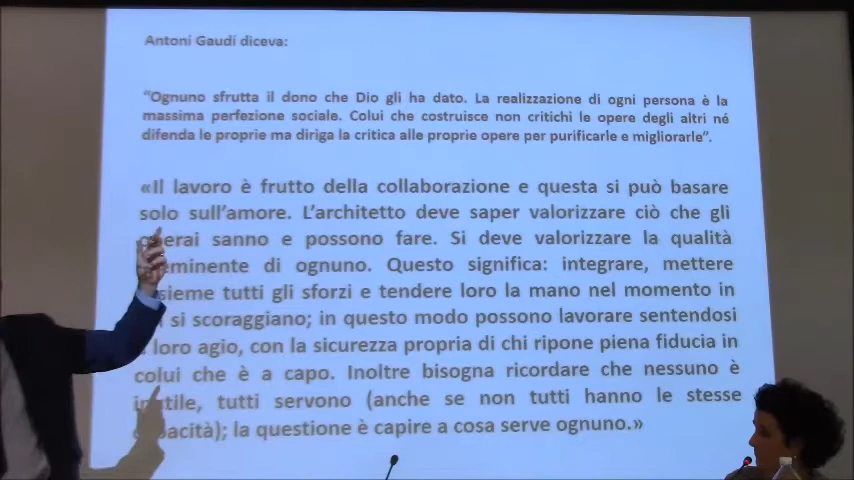 Antoni Gaudí diceva:
"Ognuno sfrutta il dono che Dio gli ha dato. La realizzazione di ogni persona è la
massima perfezione sociale. Colui che costruisce non critichi le opere degli altri né
difenda le proprie ma diriga la critica alle proprie opere per purificarle e migliorarle".
«Il lavoro è frutto della collaborazione e questa si può basare
solo sull'amore. L'architetto deve saper valorizzare ciò che gli
sanno e possono fare. Si deve valorizzare la qualità
di ognuno. Questo significa: integrare, mettere
tutti gli sforzi e tendere loro la mano nel momento in
si scoraggiano; in questo modo possono lavorare sentendosi
loro agio, con la sicurezza propria di chi ripone piena fiducia in
colui che è a capo. Inoltre bisogna ricordare che nessuno è
tutti servono (anche se non tutti hanno le stesse
la questione è capire a cosa serve ognuno.»